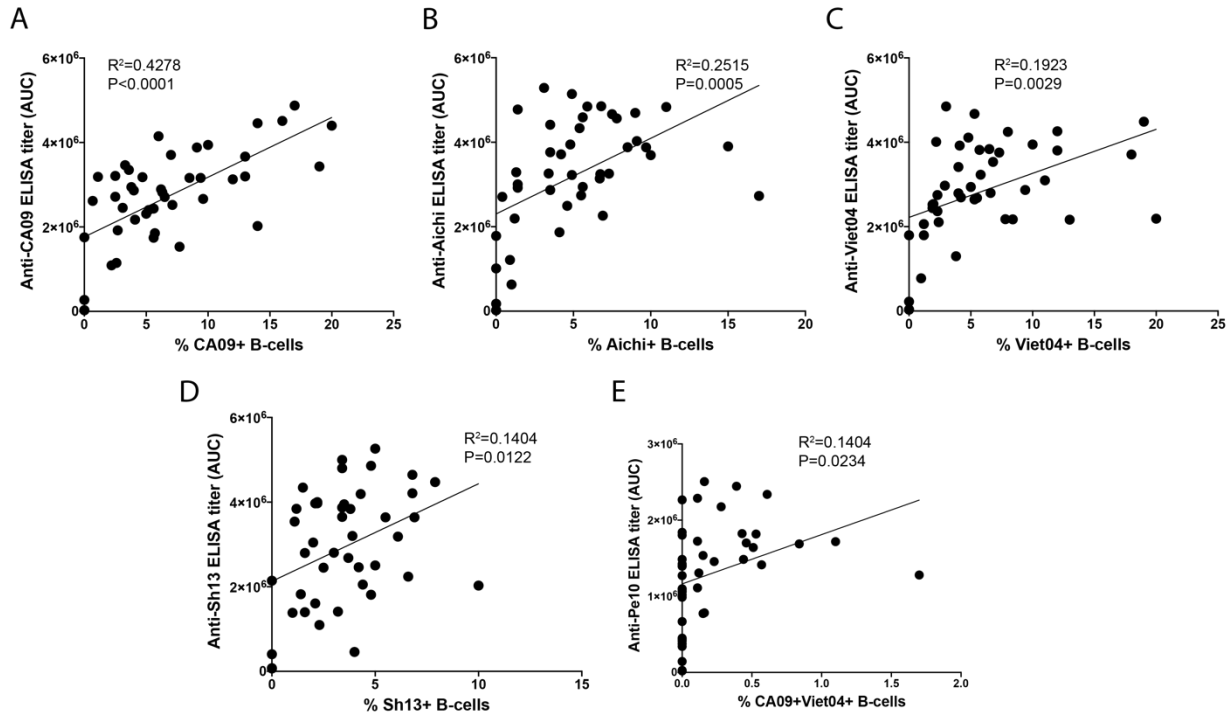 A
R²=0.4278
P<0.0001
Anti-CA09 ELISA titer (AUC)
6×10⁶
4×10⁶
2×10⁶
0
0 5 10 15 20 25
% CA09+ B-cells
B
R²=0.2515
P=0.0005
Anti-Aichi ELISA titer (AUC)
6×10⁶
4×10⁶
2×10⁶
0
0 5 10 15 20
% Aichi+ B-cells
C
R²=0.1923
P=0.0029
Anti-Viet04 ELISA titer (AUC)
6×10⁶
4×10⁶
2×10⁶
0
0 5 10 15 20 25
% Viet04+ B-cells
D
R²=0.1404
P=0.0122
Anti-Sh13 ELISA titer (AUC)
6×10⁶
4×10⁶
2×10⁶
0
0 5 10 15
% Sh13+ B-cells
E
R²=0.1404
P=0.0234
Anti-Pe10 ELISA titer (AUC)
3×10⁶
2×10⁶
1×10⁶
0
0.0 0.5 1.0 1.5 2.0
% CA09+Viet04+ B-cells